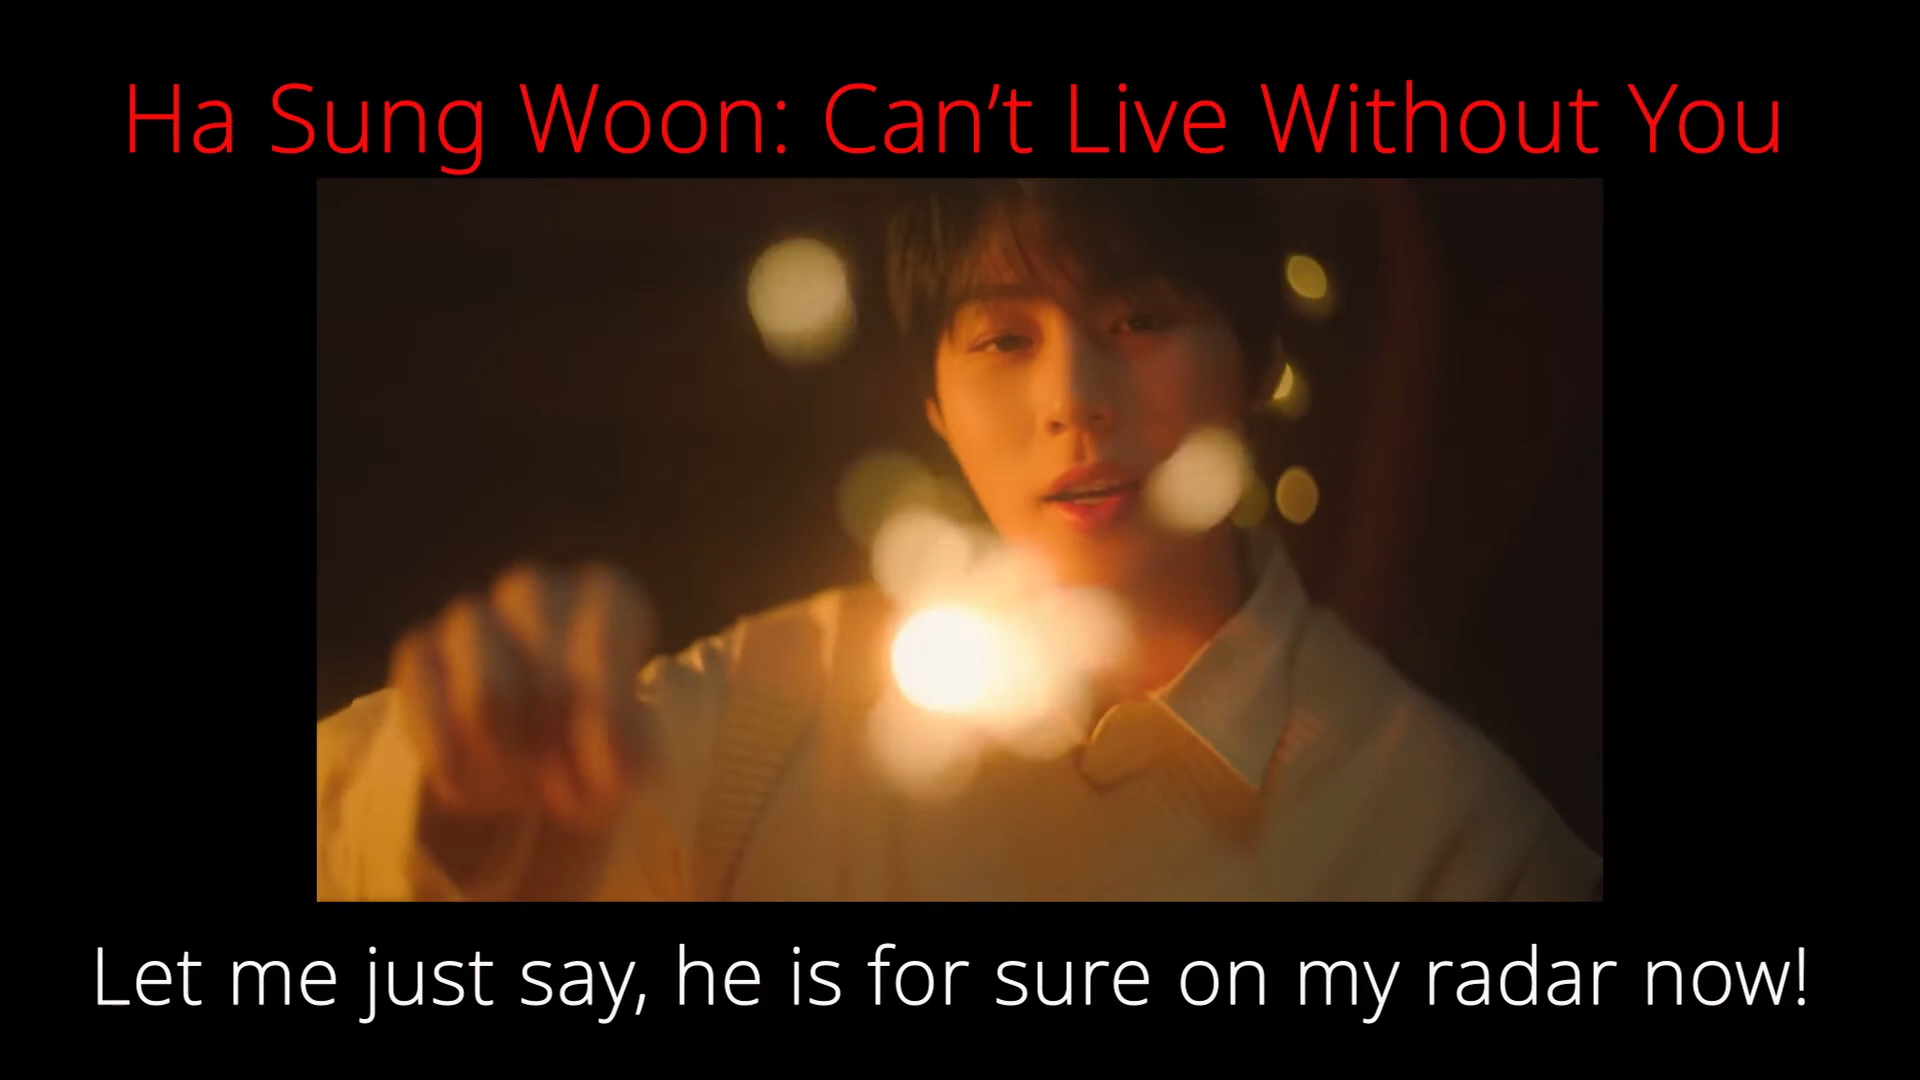 Ha Sung Woon: Can’t Live Without You
Let me just say, he is for sure on my radar now!